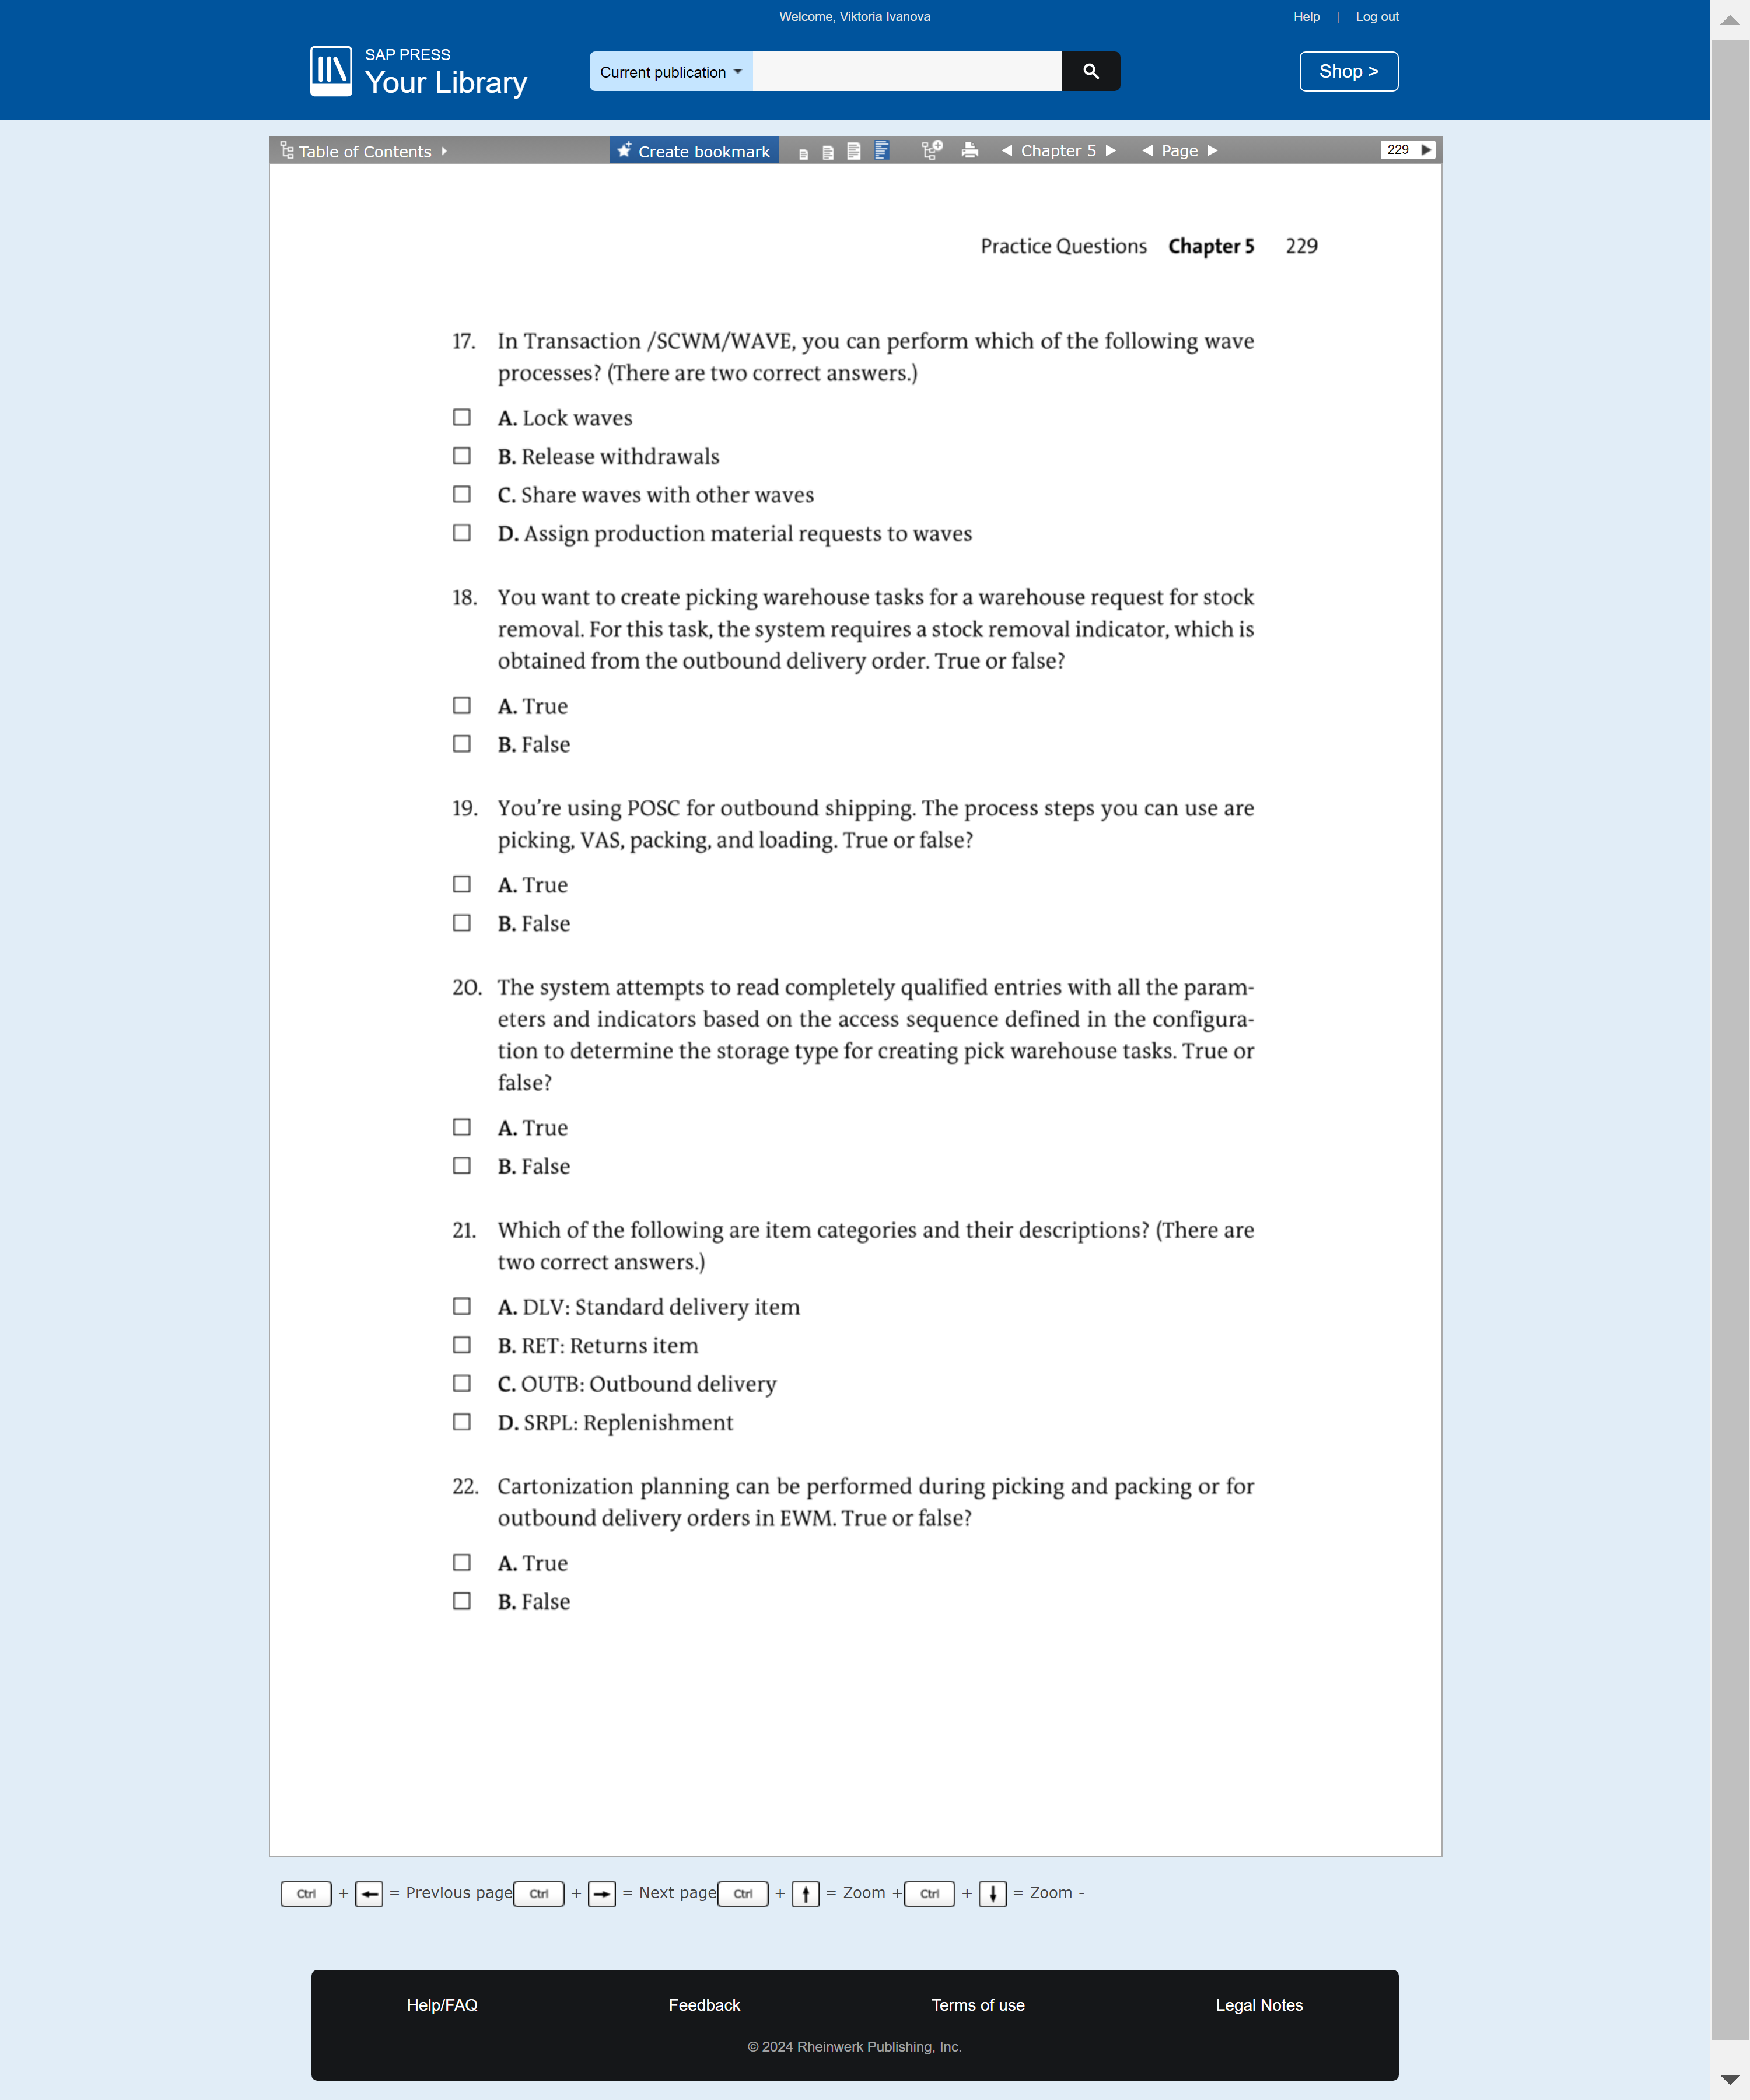 Welcome, Viktoria Ivanova
Help | Log out
SAP PRESS
Your Library
Current publication
Shop >
Table of Contents
Create bookmark
Chapter 5
Page
229
Practice Questions Chapter 5 229
17. In Transaction /SCWM/WAVE, you can perform which of the following wave
processes? (There are two correct answers.)
A. Lock waves
B. Release withdrawals
C. Share waves with other waves
D. Assign production material requests to waves
18. You want to create picking warehouse tasks for a warehouse request for stock
removal. For this task, the system requires a stock removal indicator, which is
obtained from the outbound delivery order. True or false?
A. True
B. False
19. You’re using POSC for outbound shipping. The process steps you can use are
picking, VAS, packing, and loading. True or false?
A. True
B. False
20. The system attempts to read completely qualified entries with all the param-
eters and indicators based on the access sequence defined in the configura-
tion to determine the storage type for creating pick warehouse tasks. True or
false?
A. True
B. False
21. Which of the following are item categories and their descriptions? (There are
two correct answers.)
A. DLV: Standard delivery item
B. RET: Returns item
C. OUTB: Outbound delivery
D. SRPL: Replenishment
22. Cartonization planning can be performed during picking and packing or for
outbound delivery orders in EWM. True or false?
A. True
B. False
Ctrl + ← = Previous page Ctrl + → = Next page Ctrl + ↑ = Zoom + Ctrl + ↓ = Zoom -
Help/FAQ
Feedback
Terms of use
Legal Notes
© 2024 Rheinwerk Publishing, Inc.